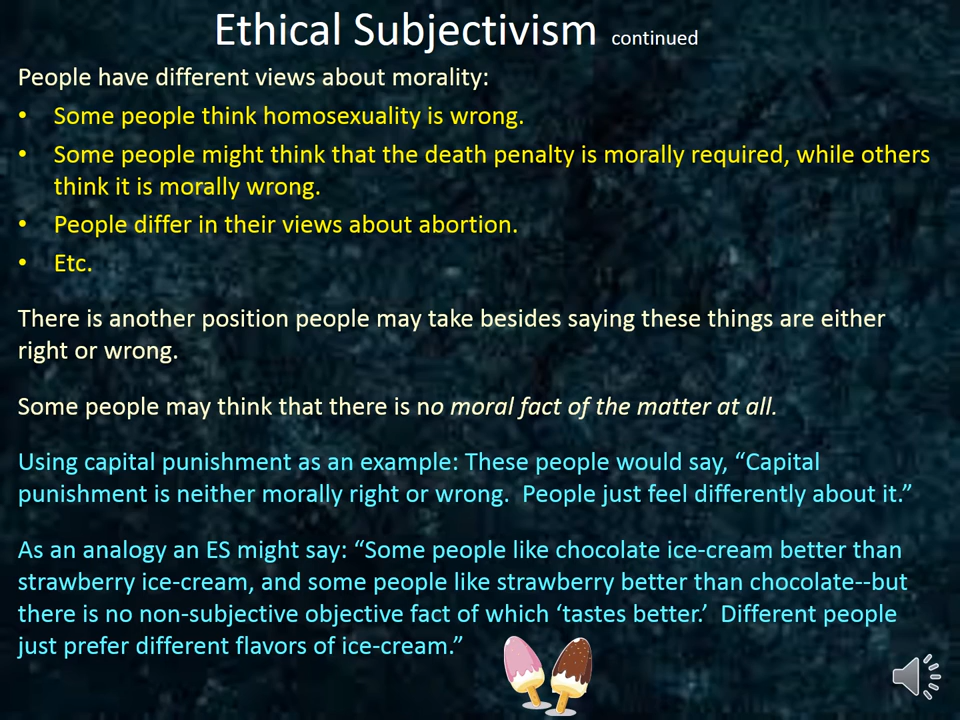 Ethical Subjectivism continued
People have different views about morality:
• Some people think homosexuality is wrong.
• Some people might think that the death penalty is morally required, while others
think it is morally wrong.
• People differ in their views about abortion.
• Etc.
There is another position people may take besides saying these things are either
right or wrong.
Some people may think that there is no moral fact of the matter at all.
Using capital punishment as an example: These people would say, “Capital
punishment is neither morally right or wrong.  People just feel differently about it.”
As an analogy an ES might say: “Some people like chocolate ice-cream better than
strawberry ice-cream, and some people like strawberry better than chocolate--but
there is no non-subjective objective fact of which ‘tastes better.’  Different people
just prefer different flavors of ice-cream.”